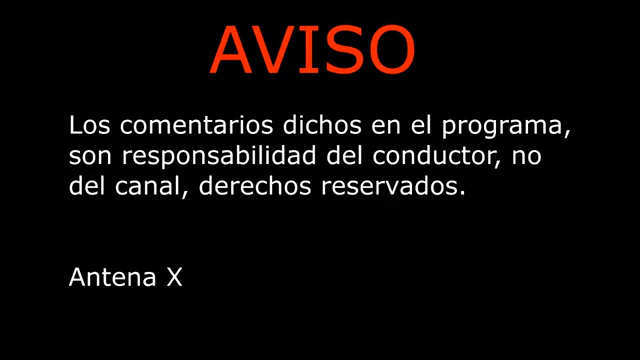 AVISO
Los comentarios dichos en el programa,
son responsabilidad del conductor, no
del canal, derechos reservados.
Antena X